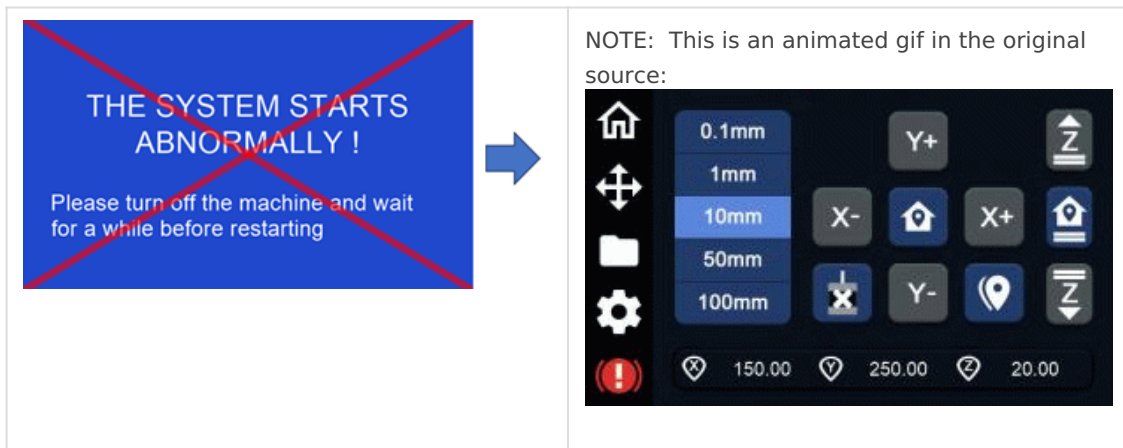 THE SYSTEM STARTS
ABNORMALLY !
Please turn off the machine and wait
for a while before restarting
NOTE: This is an animated gif in the original
source:
0.1mm
Y+
Z
1mm
10mm
X-
X+
50mm
100mm
Y-
Z
X 150.00 Y 250.00 Z 20.00